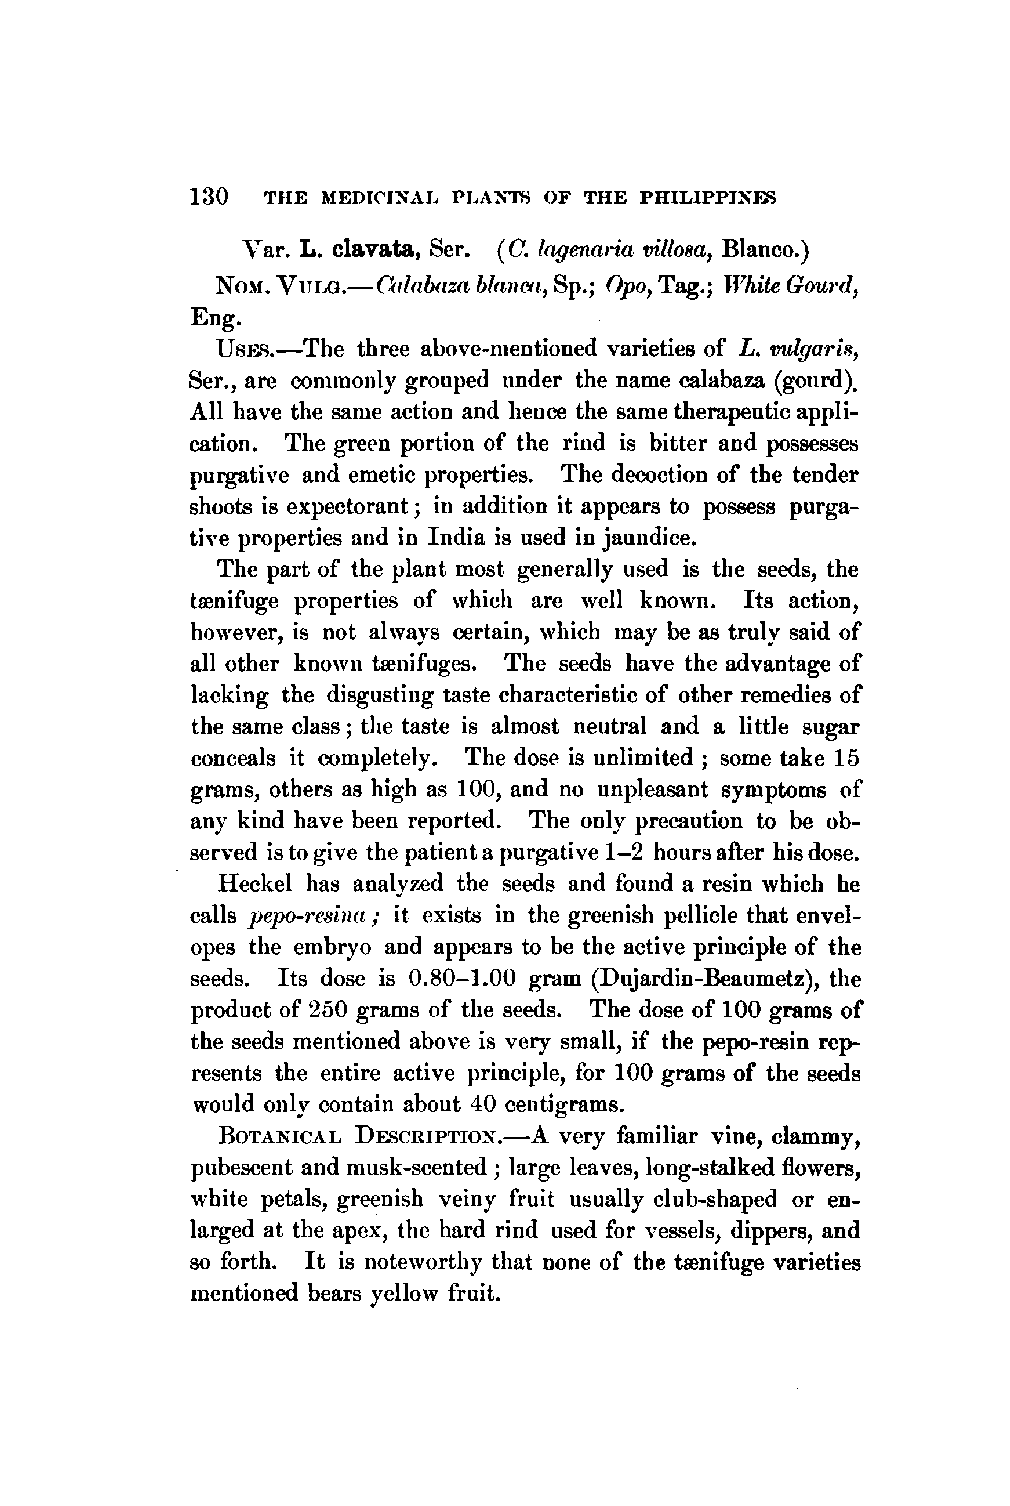 130 THE MEDICINAL PLANTS OF THE PHILIPPINES
Var. L. clavata, Ser. (C. lagenaria villosa, Blanco.)
NOM. VULG.—Calabaza blanca, Sp.; Opo, Tag.; White Gourd,
Eng.
USES.—The three above-mentioned varieties of L. vulgaris,
Ser., are commonly grouped under the name calabaza (gourd).
All have the same action and hence the same therapeutic appli-
cation. The green portion of the rind is bitter and possesses
purgative and emetic properties. The decoction of the tender
shoots is expectorant; in addition it appears to possess purga-
tive properties and in India is used in jaundice.
The part of the plant most generally used is the seeds, the
tænifuge properties of which are well known. Its action,
however, is not always certain, which may be as truly said of
all other known tænifuges. The seeds have the advantage of
lacking the disgusting taste characteristic of other remedies of
the same class; the taste is almost neutral and a little sugar
conceals it completely. The dose is unlimited; some take 15
grams, others as high as 100, and no unpleasant symptoms of
any kind have been reported. The only precaution to be ob-
served is to give the patient a purgative 1–2 hours after his dose.
Heckel has analyzed the seeds and found a resin which he
calls pepo-resina; it exists in the greenish pellicle that envel-
opes the embryo and appears to be the active principle of the
seeds. Its dose is 0.80–1.00 gram (Dujardin-Beaumetz), the
product of 250 grams of the seeds. The dose of 100 grams of
the seeds mentioned above is very small, if the pepo-resin rep-
resents the entire active principle, for 100 grams of the seeds
would only contain about 40 centigrams.
BOTANICAL DESCRIPTION.—A very familiar vine, clammy,
pubescent and musk-scented; large leaves, long-stalked flowers,
white petals, greenish veiny fruit usually club-shaped or en-
larged at the apex, the hard rind used for vessels, dippers, and
so forth. It is noteworthy that none of the tænifuge varieties
mentioned bears yellow fruit.